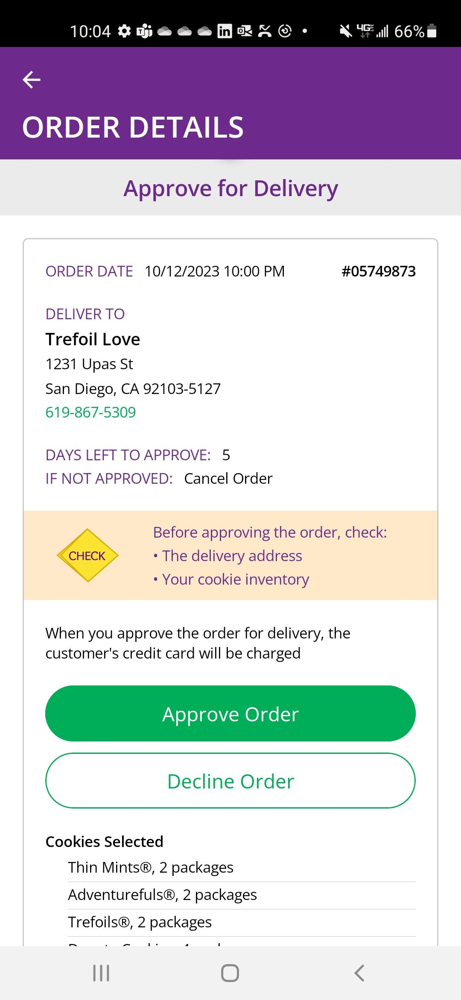 10:04 4G LTE 66%
ORDER DETAILS
Approve for Delivery
ORDER DATE 10/12/2023 10:00 PM #05749873
DELIVER TO
Trefoil Love
1231 Upas St
San Diego, CA 92103-5127
619-867-5309
DAYS LEFT TO APPROVE: 5
IF NOT APPROVED: Cancel Order
CHECK
Before approving the order, check:
• The delivery address
• Your cookie inventory
When you approve the order for delivery, the
customer's credit card will be charged
Approve Order
Decline Order
Cookies Selected
Thin Mints®, 2 packages
Adventurefuls®, 2 packages
Trefoils®, 2 packages